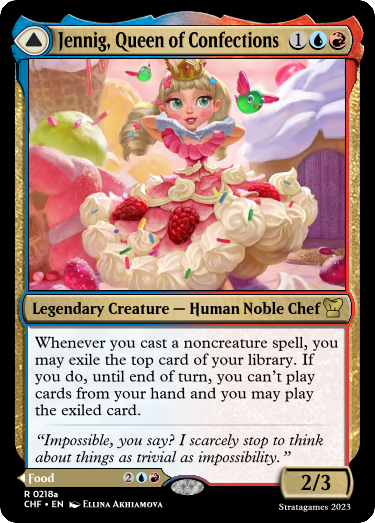 Jennig, Queen of Confections 1UR
Legendary Creature — Human Noble Chef
Whenever you cast a noncreature spell, you
may exile the top card of your library. If
you do, until end of turn, you can’t play
cards from your hand and you may play
the exiled card.
“Impossible, you say? I scarcely stop to think
about things as trivial as impossibility.”
Food 2
2/3
R 0218a
CHF • EN Ellina Akhiamova
Stratagames 2023